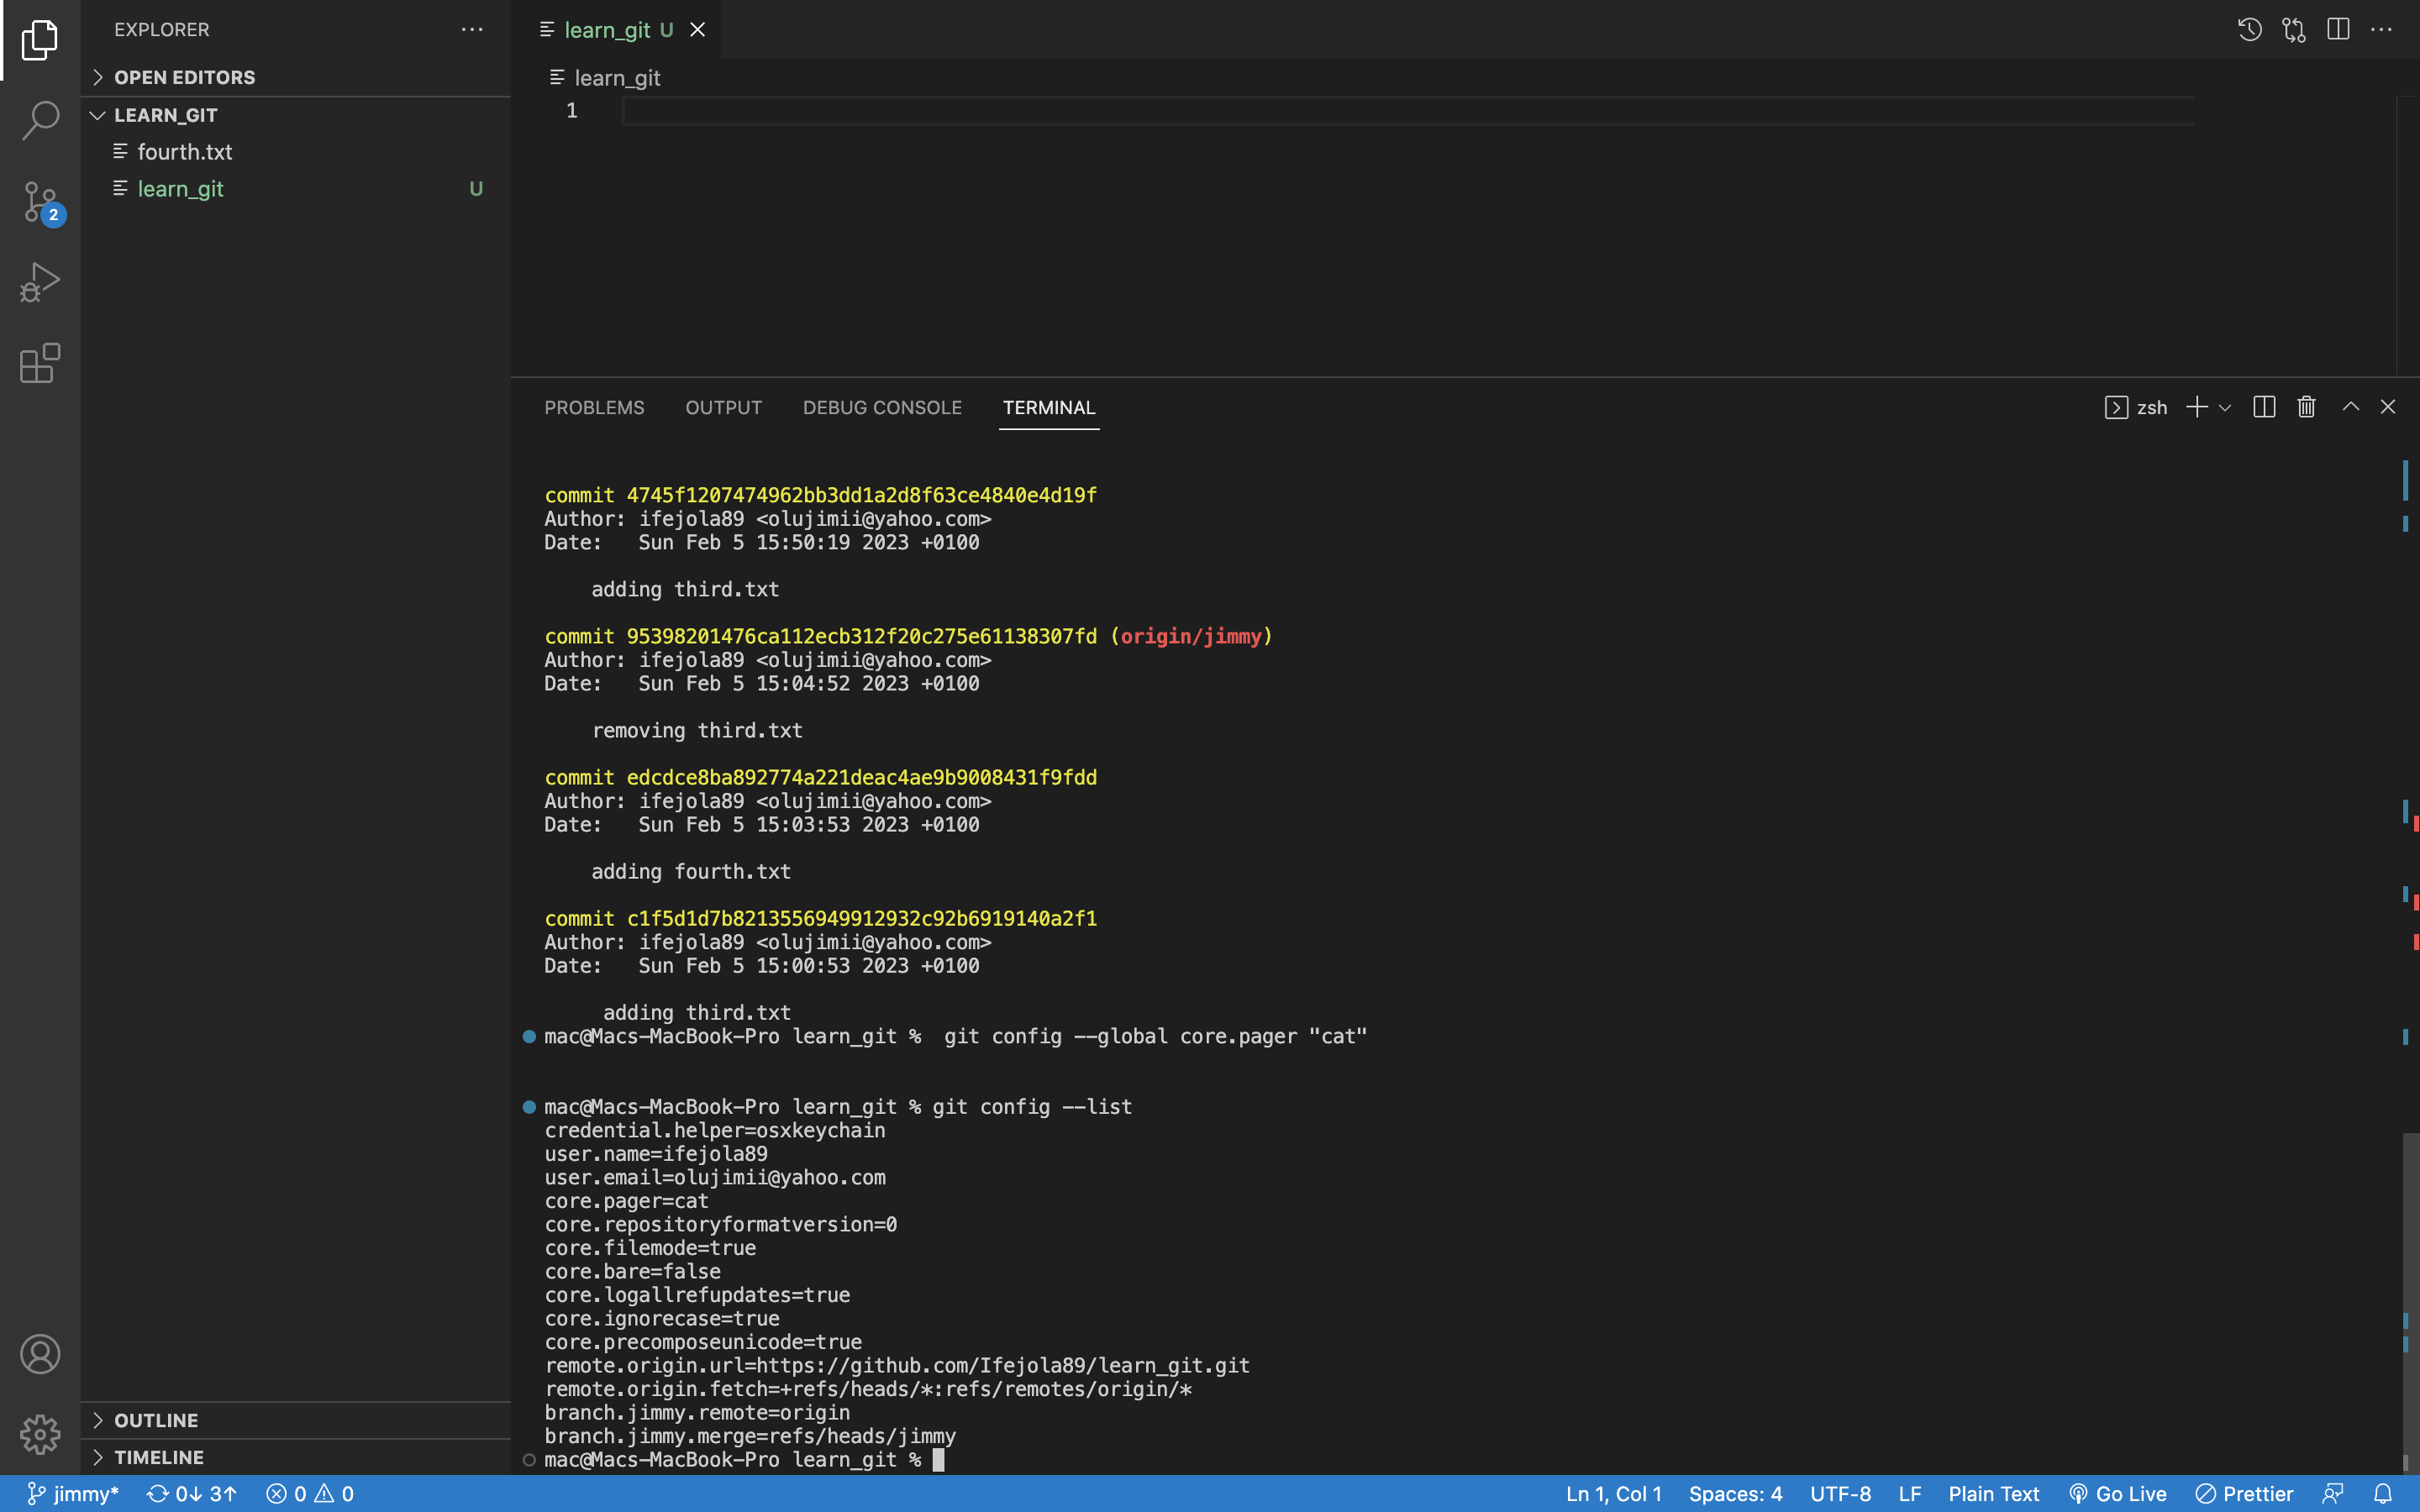 EXPLORER
OPEN EDITORS
LEARN_GIT
fourth.txt
learn_git U
2
OUTLINE
TIMELINE
learn_git U
learn_git
1
PROBLEMS OUTPUT DEBUG CONSOLE TERMINAL
zsh
commit 4745f1207474962bb3dd1a2d8f63ce4840e4d19f
Author: ifejola89 <olujimii@yahoo.com>
Date:   Sun Feb 5 15:50:19 2023 +0100
adding third.txt
commit 95398201476ca112ecb312f20c275e61138307fd (origin/jimmy)
Author: ifejola89 <olujimii@yahoo.com>
Date:   Sun Feb 5 15:04:52 2023 +0100
removing third.txt
commit edcdce8ba892774a221deac4ae9b9008431f9fdd
Author: ifejola89 <olujimii@yahoo.com>
Date:   Sun Feb 5 15:03:53 2023 +0100
adding fourth.txt
commit c1f5d1d7b8213556949912932c92b6919140a2f1
Author: ifejola89 <olujimii@yahoo.com>
Date:   Sun Feb 5 15:00:53 2023 +0100
adding third.txt
mac@Macs-MacBook-Pro learn_git %  git config --global core.pager "cat"
mac@Macs-MacBook-Pro learn_git % git config --list
credential.helper=osxkeychain
user.name=ifejola89
user.email=olujimii@yahoo.com
core.pager=cat
core.repositoryformatversion=0
core.filemode=true
core.bare=false
core.logallrefupdates=true
core.ignorecase=true
core.precomposeunicode=true
remote.origin.url=https://github.com/Ifejola89/learn_git.git
remote.origin.fetch=+refs/heads/*:refs/remotes/origin/*
branch.jimmy.remote=origin
branch.jimmy.merge=refs/heads/jimmy
mac@Macs-MacBook-Pro learn_git %
jimmy* 0↓ 3↑ 0 0 Ln 1, Col 1 Spaces: 4 UTF-8 LF Plain Text Go Live Prettier